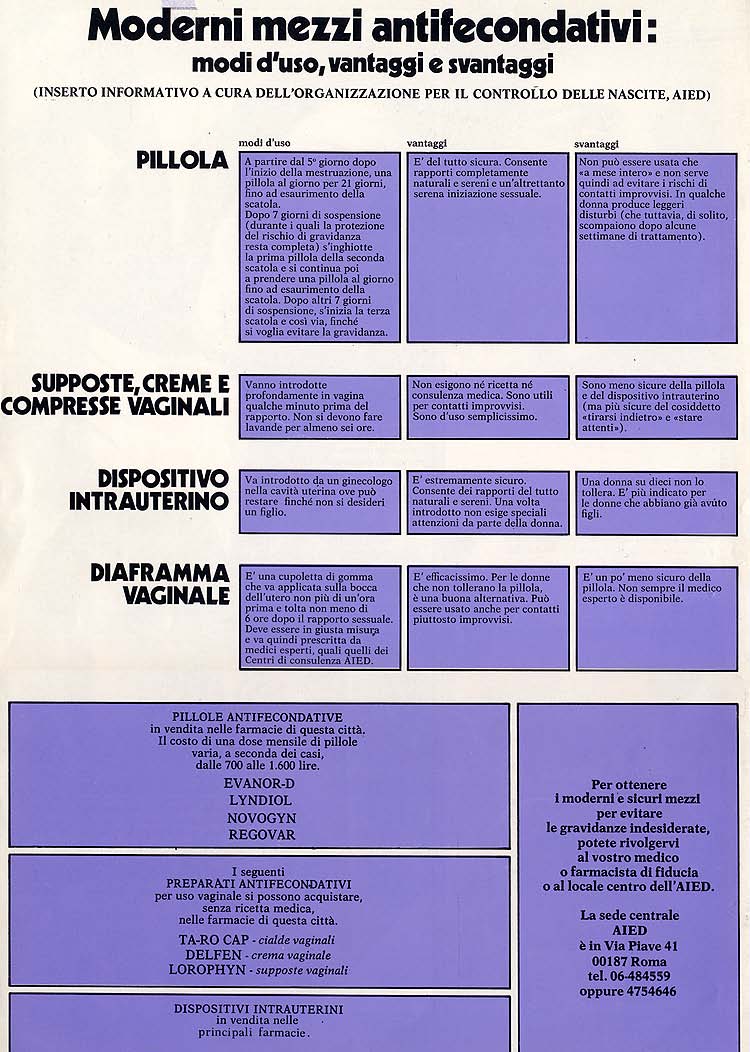 Moderni mezzi antifecondativi:
modi d'uso, vantaggi e svantaggi
(INSERTO INFORMATIVO A CURA DELL'ORGANIZZAZIONE PER IL CONTROLLO DELLE NASCITE, AIED)
modi d'uso
vantaggi
svantaggi
PILLOLA
A partire dal 5° giorno dopo
l'inizio della mestruazione, una
pillola al giorno per 21 giorni,
fino ad esaurimento della
scatola.
Dopo 7 giorni di sospensione
(durante i quali la protezione
del rischio di gravidanza
resta completa) s'inghiotte
la prima pillola della seconda
scatola e si continua poi
a prendere una pillola al giorno
fino ad esaurimento della
scatola. Dopo altri 7 giorni
di sospensione, s'inizia la terza
scatola e così via, finché
si voglia evitare la gravidanza.
E' del tutto sicura. Consente
rapporti completamente
naturali e sereni e un'altrettanto
serena iniziazione sessuale.
Non può essere usata che
«a mese intero» e non serve
quindi ad evitare i rischi di
contatti improvvisi. In qualche
donna produce leggeri
disturbi (che tuttavia, di solito,
scompaiono dopo alcune
settimane di trattamento).
SUPPOSTE, CREME E
COMPRESSE VAGINALI
Vanno introdotte
profondamente in vagina
qualche minuto prima del
rapporto. Non si devono fare
lavande per almeno sei ore.
Non esigono né ricetta né
consulenza medica. Sono utili
per contatti improvvisi.
Sono d'uso semplicissimo.
Sono meno sicure della pillola
e del dispositivo intrauterino
(ma più sicure del cosiddetto
«tirarsi indietro» e «stare
attenti»).
DISPOSITIVO
INTRAUTERINO
Va introdotto da un ginecologo
nella cavità uterina ove può
restare finché non si desideri
un figlio.
E' estremamente sicuro.
Consente dei rapporti del tutto
naturali e sereni. Una volta
introdotto non esige speciali
attenzioni da parte della donna.
Una donna su dieci non lo
tollera. E' più indicato per
le donne che abbiano già avuto
figli.
DIAFRAMMA
VAGINALE
E' una cupoletta di gomma
che va applicata sulla bocca
dell'utero non più di un'ora
prima e tolta non meno di
6 ore dopo il rapporto sessuale.
Deve essere in giusta misura
e va quindi prescritta da
medici esperti, quali quelli dei
Centri di consulenza AIED.
E' efficacissimo. Per le donne
che non tollerano la pillola,
è una buona alternativa. Può
essere usato anche per contatti
piuttosto improvvisi.
E' un po' meno sicuro della
pillola. Non sempre il medico
esperto è disponibile.
PILLOLE ANTIFECONDATIVE
in vendita nelle farmacie di questa città.
Il costo di una dose mensile di pillole
varia, a seconda dei casi,
dalle 700 alle 1.600 lire.
EVANOR-D
LYNDIOL
NOVOGYN
REGOVAR
I seguenti
PREPARATI ANTIFECONDATIVI
per uso vaginale si possono acquistare,
senza ricetta medica,
nelle farmacie di questa città.
TA-RO CAP - cialde vaginali
DELFEN - crema vaginale
LOROPHYN - supposte vaginali
DISPOSITIVI INTRAUTERINI
in vendita nelle
principali farmacie.
Per ottenere
i moderni e sicuri mezzi
per evitare
le gravidanze indesiderate,
potete rivolgervi
al vostro medico
o farmacista di fiducia
o al locale centro dell'AIED.
La sede centrale
AIED
è in Via Piave 41
00187 Roma
tel. 06-484559
oppure 4754646